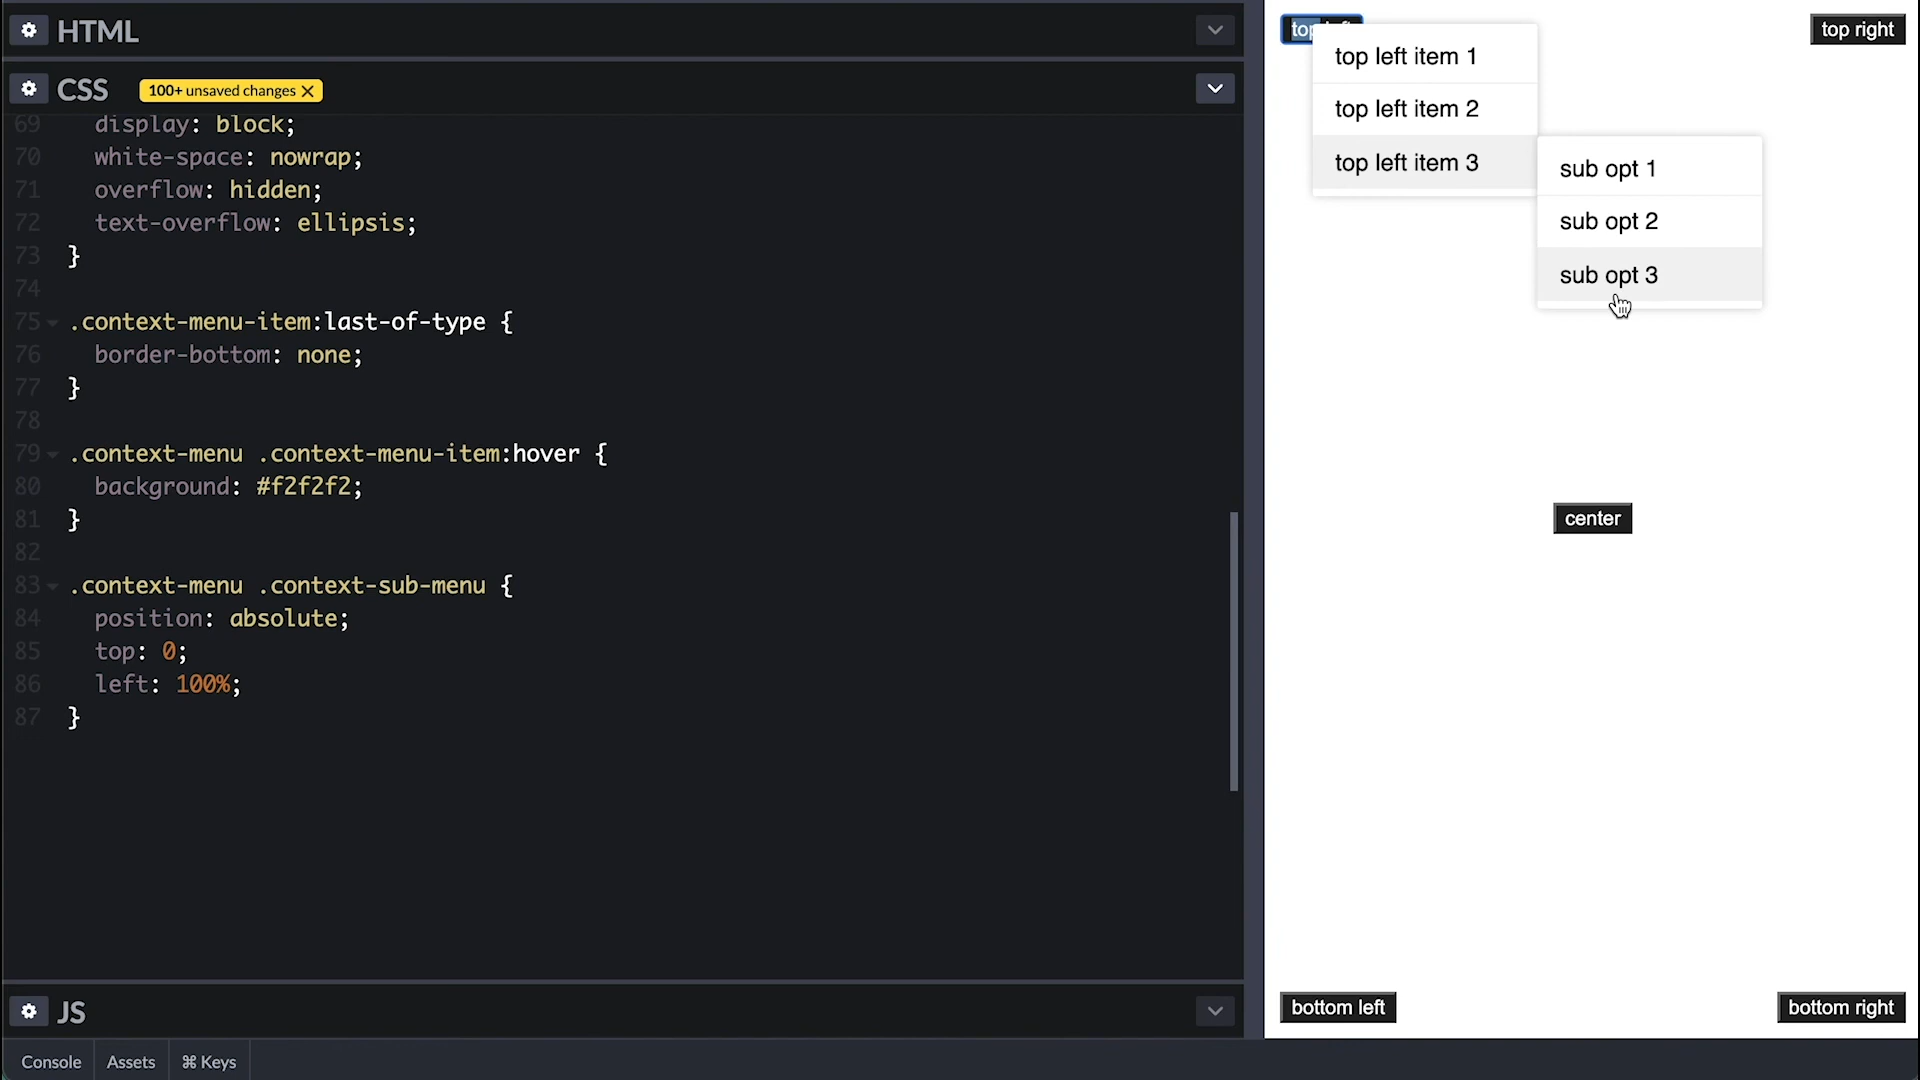 HTML
CSS
100+ unsaved changes
69 display: block;
70 white-space: nowrap;
71 overflow: hidden;
72 text-overflow: ellipsis;
73 }
74
75 .context-menu-item:last-of-type {
76 border-bottom: none;
77 }
78
79 .context-menu .context-menu-item:hover {
80 background: #f2f2f2;
81 }
82
83 .context-menu .context-sub-menu {
84 position: absolute;
85 top: 0;
86 left: 100%;
87 }
JS
Console Assets ⌘ Keys
top right
top left item 1
top left item 2
top left item 3
sub opt 1
sub opt 2
sub opt 3
center
bottom left
bottom right